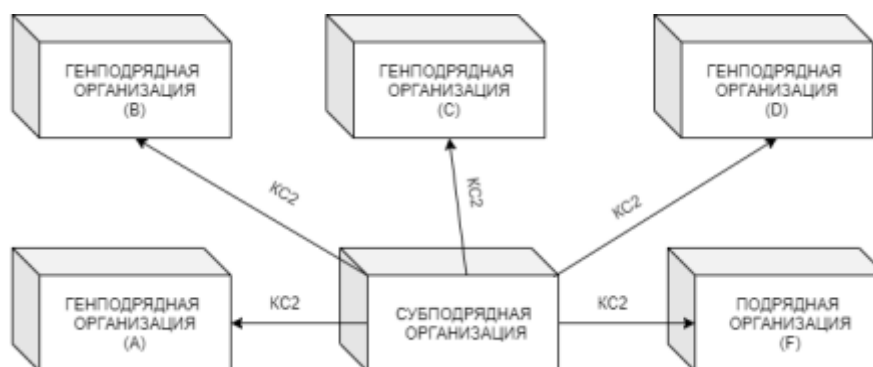 ГЕНПОДРЯДНАЯ
ОРГАНИЗАЦИЯ
(B)
ГЕНПОДРЯДНАЯ
ОРГАНИЗАЦИЯ
(C)
ГЕНПОДРЯДНАЯ
ОРГАНИЗАЦИЯ
(D)
КС2
КС2
КС2
ГЕНПОДРЯДНАЯ
ОРГАНИЗАЦИЯ
(A)
КС2
СУБПОДРЯДНАЯ
ОРГАНИЗАЦИЯ
КС2
ПОДРЯДНАЯ
ОРГАНИЗАЦИЯ
(F)